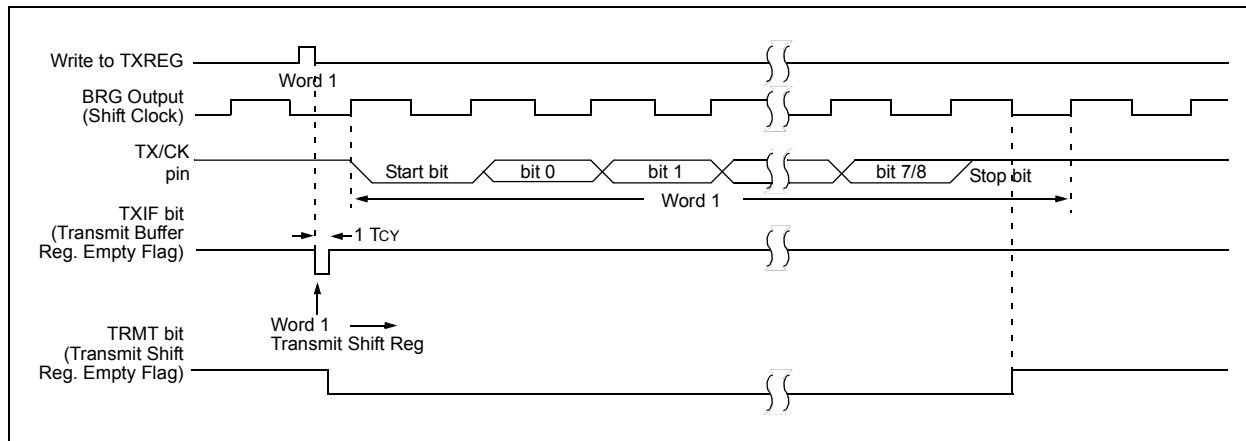 Write to TXREG
Word 1
BRG Output
(Shift Clock)
TX/CK
pin
Start bit
bit 0
bit 1
bit 7/8
Stop bit
Word 1
TXIF bit
(Transmit Buffer
Reg. Empty Flag)
1 TCY
Word 1
Transmit Shift Reg
TRMT bit
(Transmit Shift
Reg. Empty Flag)